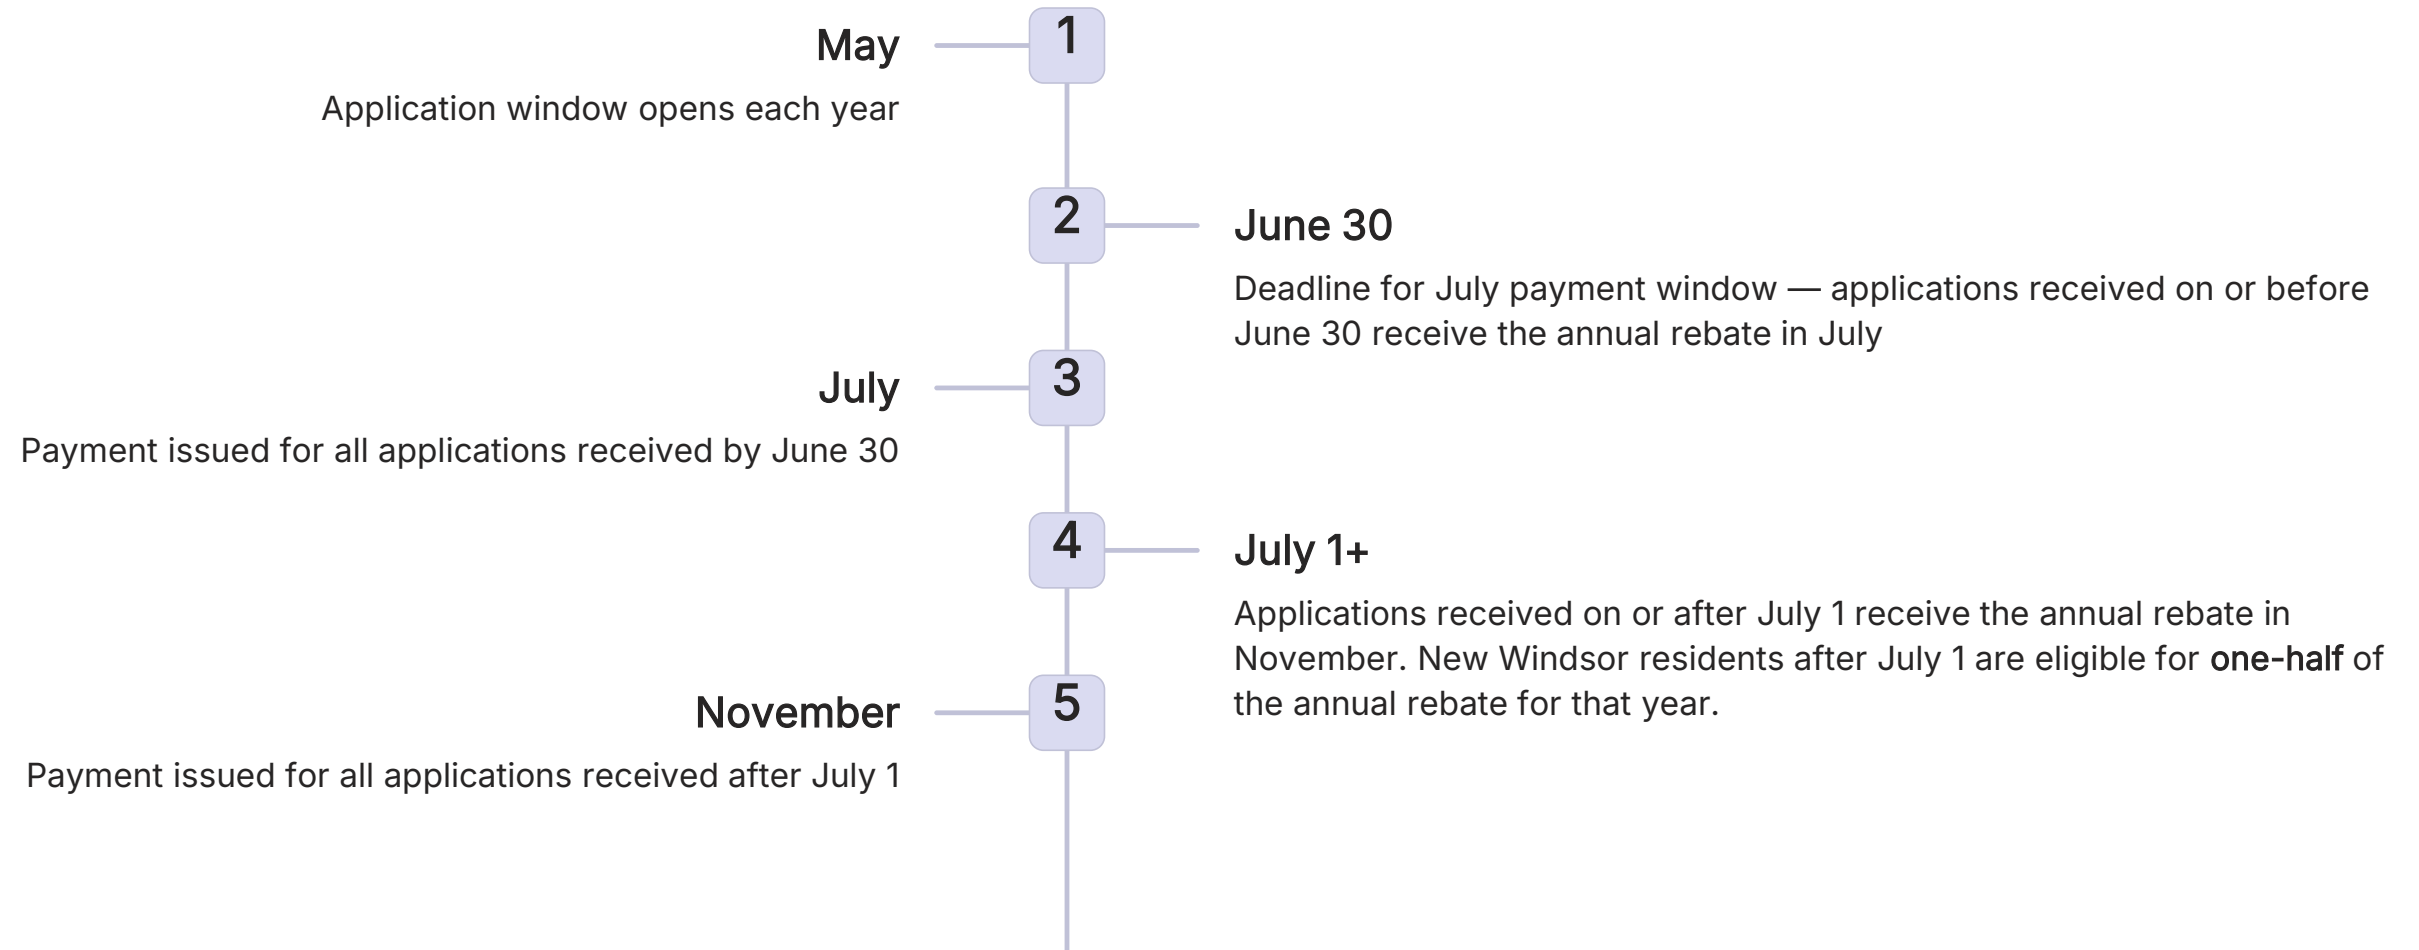 1
May
Application window opens each year
2
June 30
Deadline for July payment window — applications received on or before
June 30 receive the annual rebate in July
3
July
Payment issued for all applications received by June 30
4
July 1+
Applications received on or after July 1 receive the annual rebate in
November. New Windsor residents after July 1 are eligible for one-half of
the annual rebate for that year.
5
November
Payment issued for all applications received after July 1